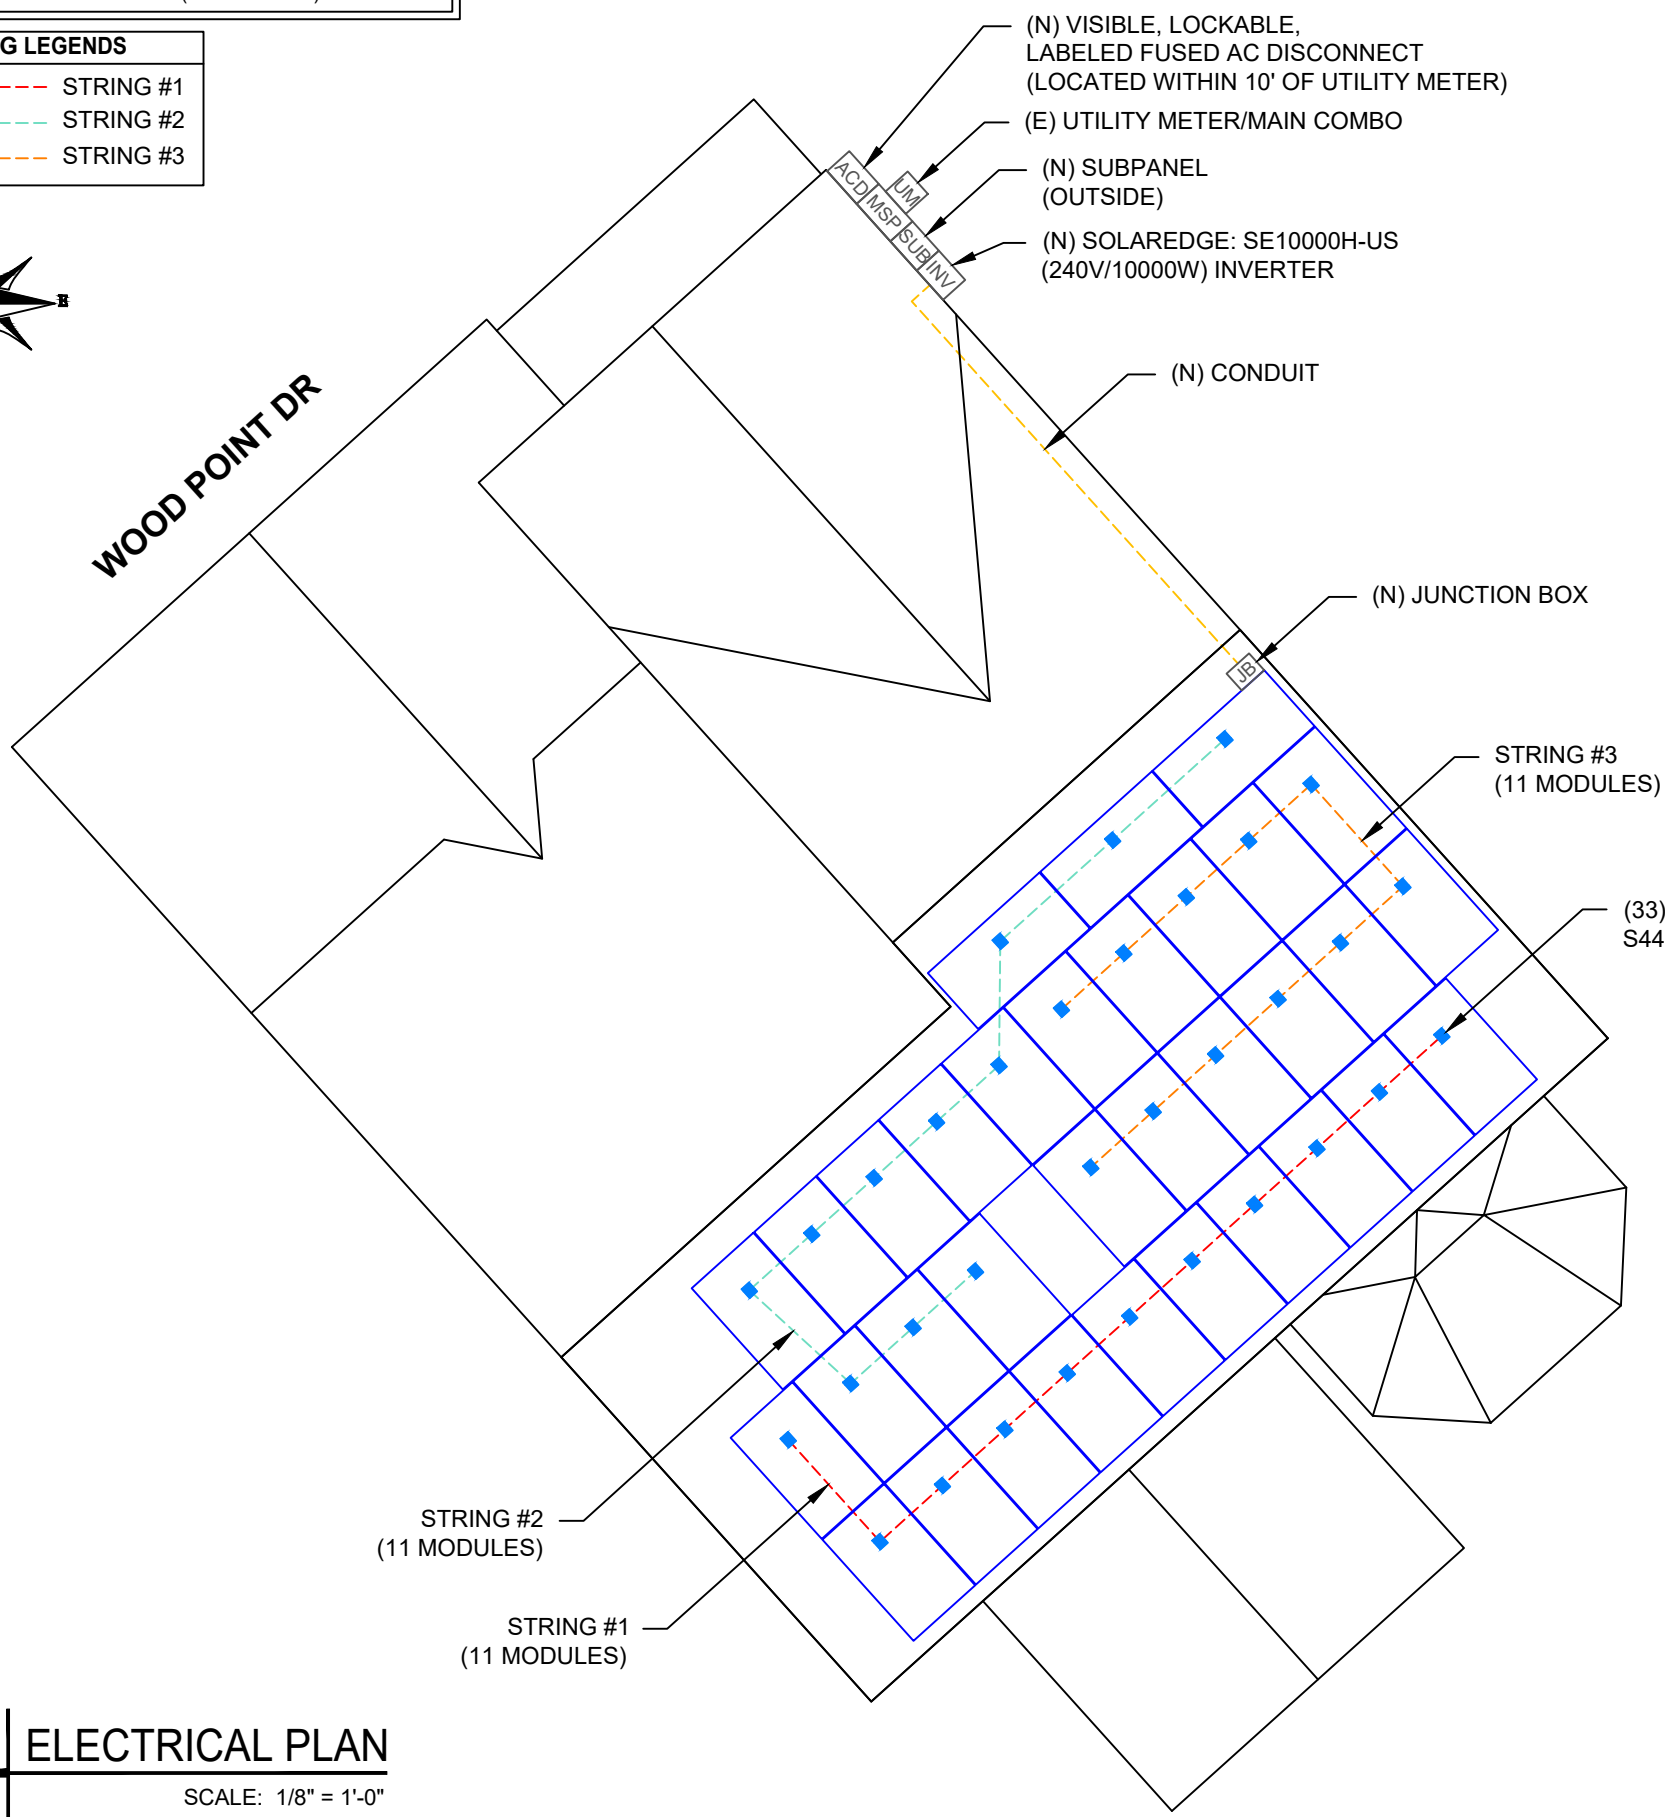 G LEGENDS
STRING #1
STRING #2
STRING #3
(N) VISIBLE, LOCKABLE,
LABELED FUSED AC DISCONNECT
(LOCATED WITHIN 10' OF UTILITY METER)
(E) UTILITY METER/MAIN COMBO
(N) SUBPANEL
(OUTSIDE)
(N) SOLAREDGE: SE10000H-US
(240V/10000W) INVERTER
ACD
MSP
UM
SUB
INV
(N) CONDUIT
WOOD POINT DR
(N) JUNCTION BOX
JB
STRING #3
(11 MODULES)
(33)
S44
STRING #2
(11 MODULES)
STRING #1
(11 MODULES)
ELECTRICAL PLAN
SCALE: 1/8" = 1'-0"